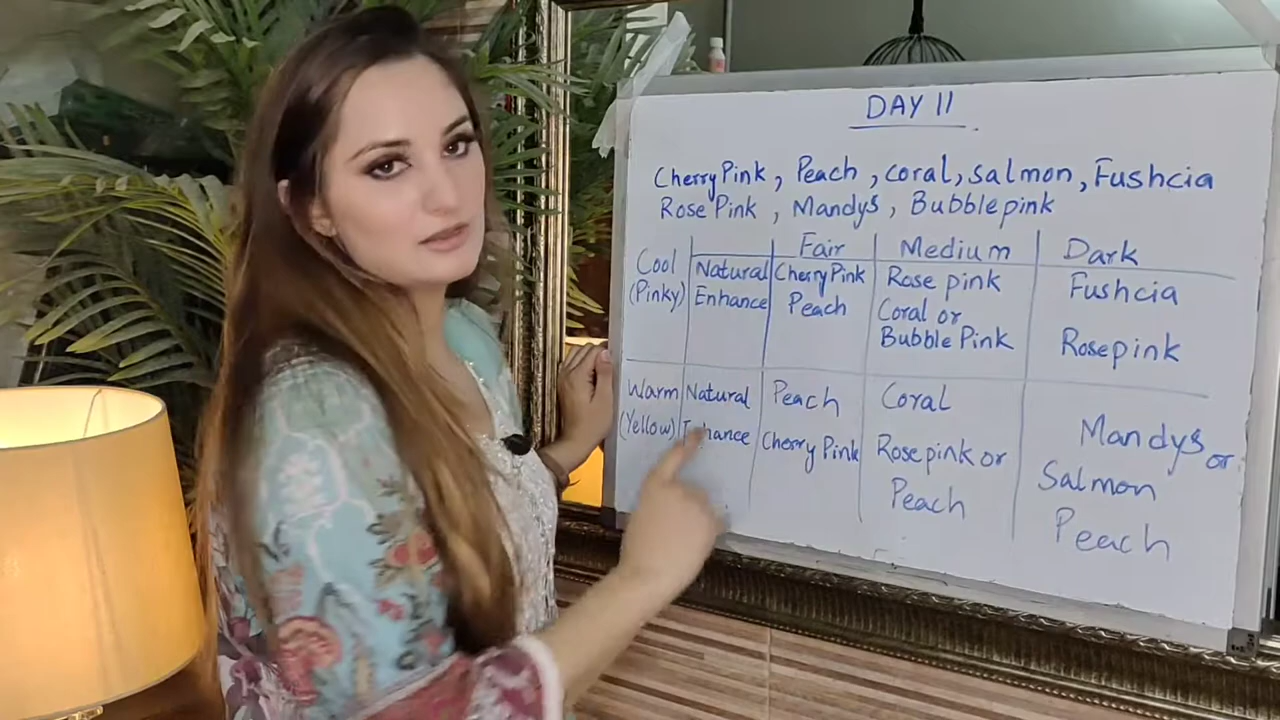 DAY 11
Cherry Pink, Peach, coral, salmon, Fushcia
Rose Pink, Mandys, Bubblepink
Fair Medium Dark
Cool Natural Cherry Pink Rose pink Fushcia
(Pinky) Enhance Peach Coral or
Bubble Pink Rosepink
Warm Natural Peach Coral
(Yellow) Enhance Cherry Pink Rosepink or Mandys or
Peach Salmon
Peach